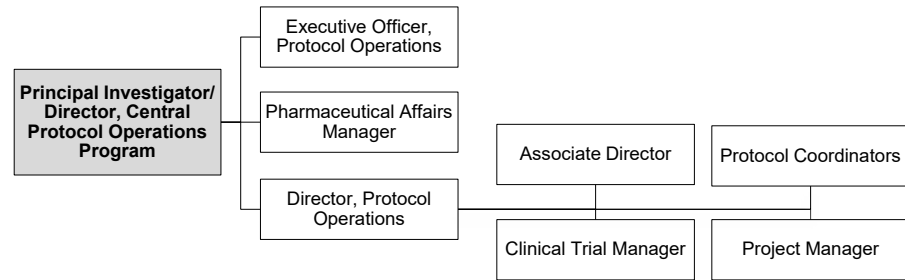 Executive Officer,
Protocol Operations
Principal Investigator/
Director, Central
Protocol Operations
Program
Pharmaceutical Affairs
Manager
Associate Director
Protocol Coordinators
Director, Protocol
Operations
Clinical Trial Manager
Project Manager